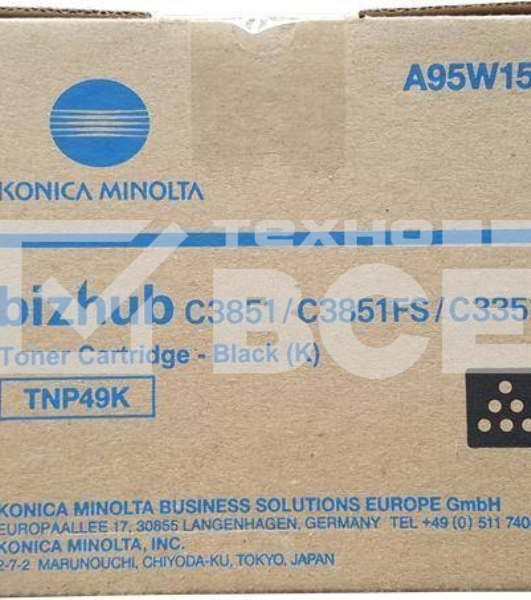 A95W15
KONICA MINOLTA
ТЕХНО
ВСЕ
bizhub C3851/C3851FS/C335
Toner Cartridge - Black (K)
TNP49K
KONICA MINOLTA BUSINESS SOLUTIONS EUROPE GmbH
EUROPAALLEE 17, 30855 LANGENHAGEN, GERMANY TEL +49 (0) 511 740
KONICA MINOLTA, INC.
2-7-2 MARUNOUCHI, CHIYODA-KU, TOKYO, JAPAN